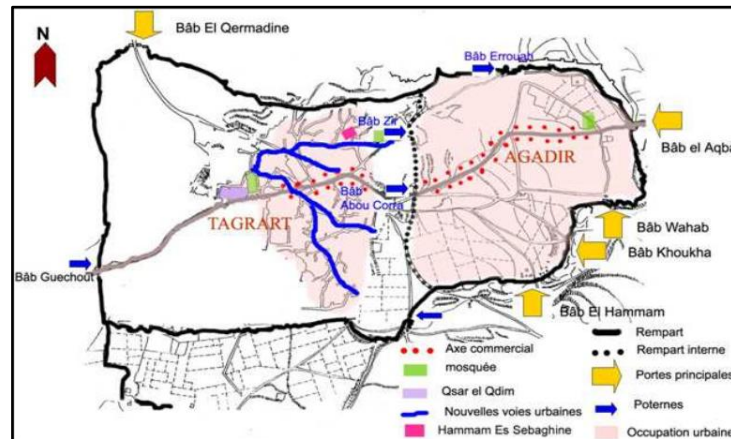 Bâb El Qermadine
N
Bâb Errouah
Bâb Zir
Bâb el Aqba
AGADIR
Bâb
Abou Corra
TAGRART
Bâb Wahab
Bâb Khoukha
Bâb Guechout
Bâb El Hammam
Axe commercial
mosquée
Qsar el Qdim
Nouvelles voies urbaines
Hammam Es Sebaghine
Rempart
Rempart interne
Portes principales
Poternes
Occupation urbaine